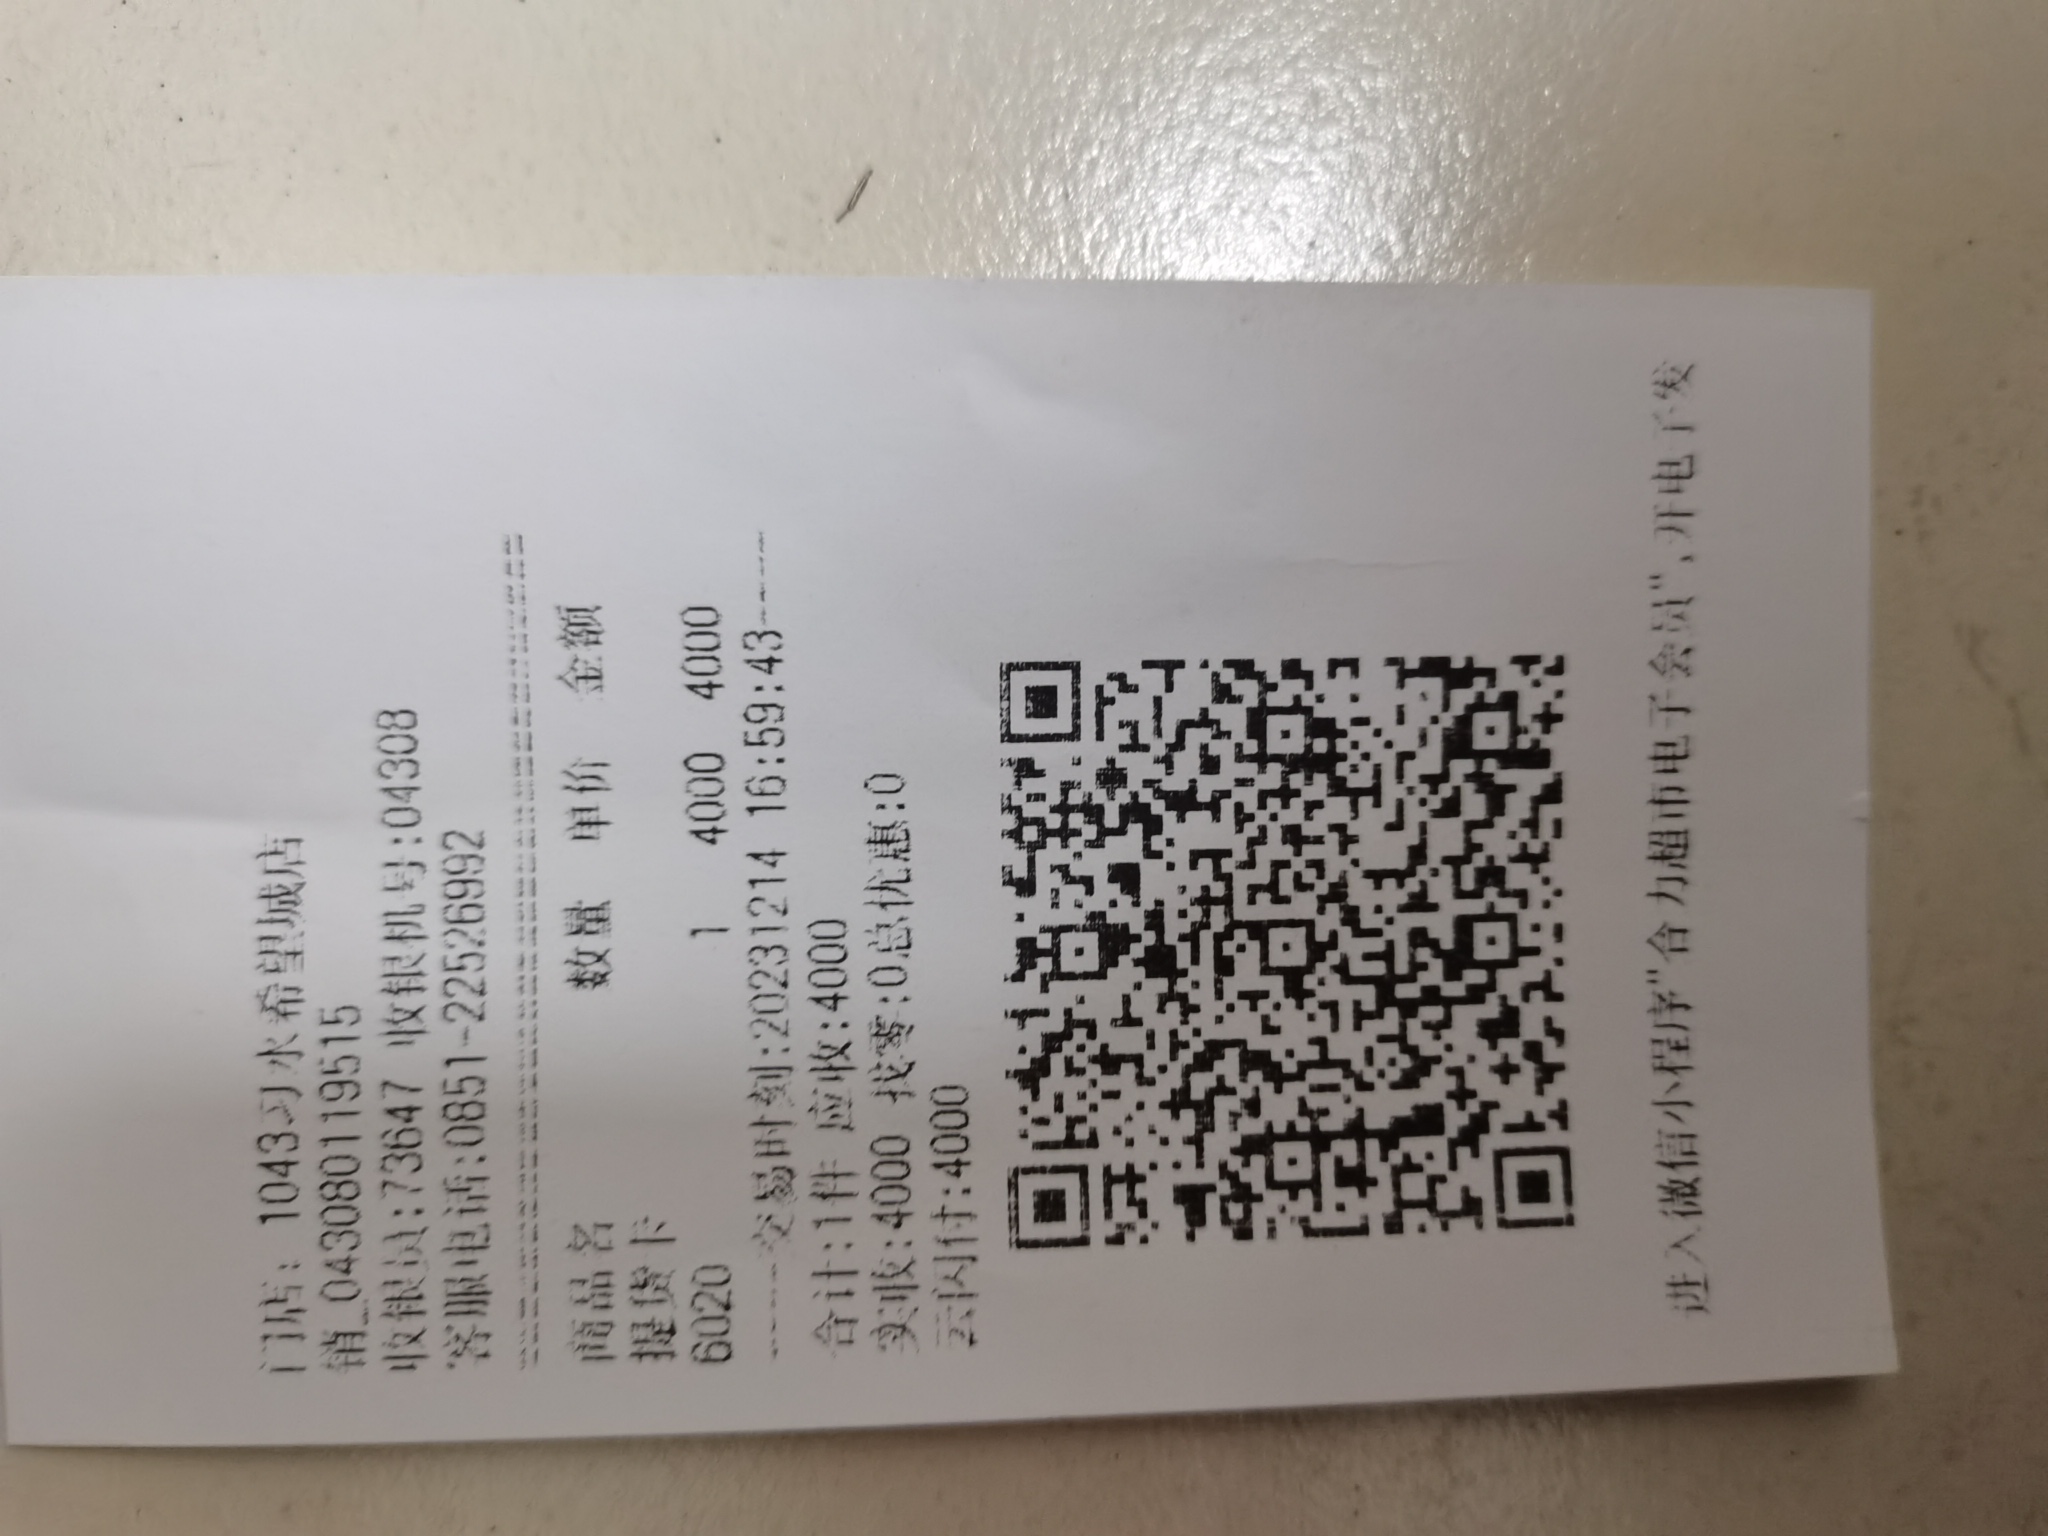 门店: 1043习水希望城店
销_0430801119515
收银员:73647 收银机号:04308
客服电话:0851-22526992
商品名 数量 单价 金额
提货卡
6020 1 4000 4000
-----交易时刻:20231214 16:59:43-----
合计:1件 应收:4000
实收:4000 找零:0总优惠:0
云闪付:4000
进入微信小程序"合力超市电子会员",开电子发